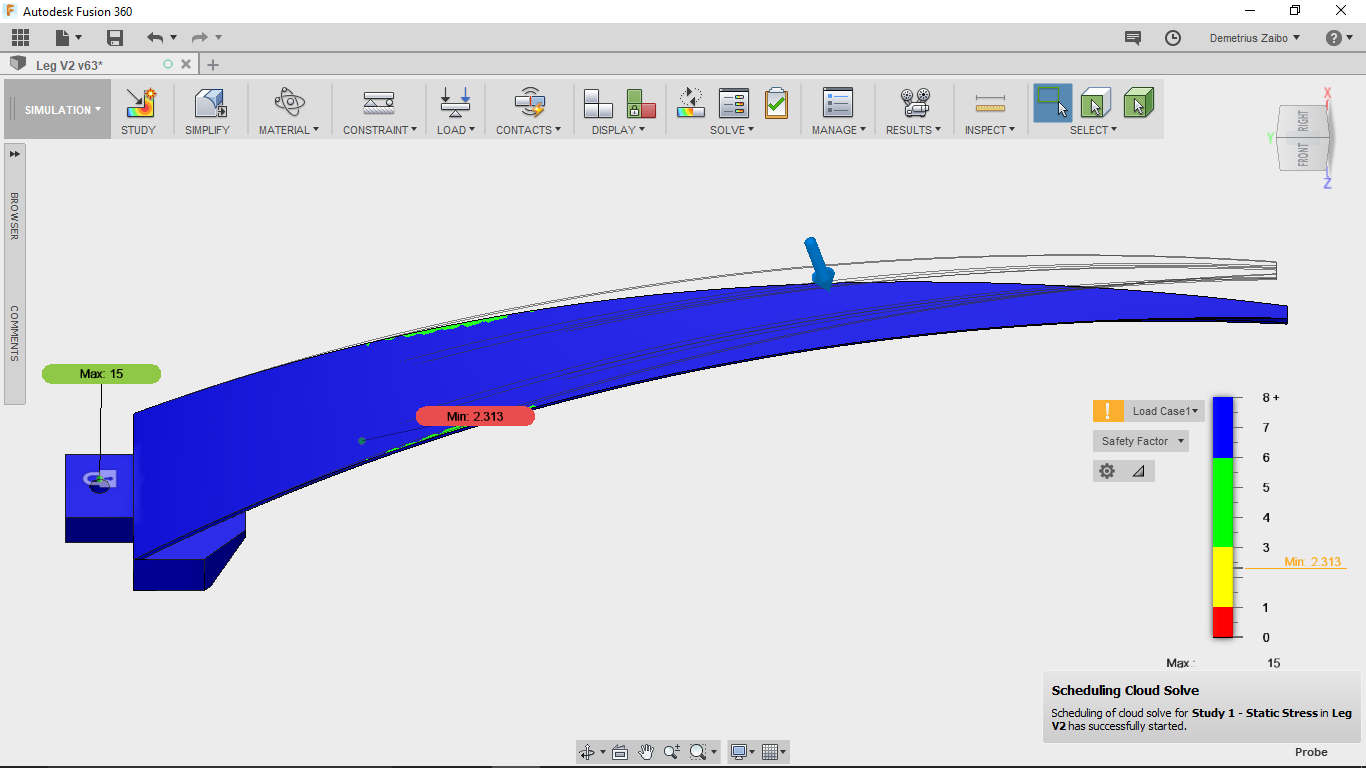 Autodesk Fusion 360
Demetrius Zaibo
Leg V2 v63*
SIMULATION
STUDY
SIMPLIFY
MATERIAL
CONSTRAINT
LOAD
CONTACTS
DISPLAY
SOLVE
MANAGE
RESULTS
INSPECT
SELECT
X
Y
RIGHT
FRONT
Z
BROWSER
COMMENTS
Max: 15
Min: 2.313
Load Case1
Safety Factor
8 +
7
6
5
4
3
Min: 2.313
1
0
Max :
15
Scheduling Cloud Solve
Scheduling of cloud solve for Study 1 - Static Stress in Leg
V2 has successfully started.
Probe